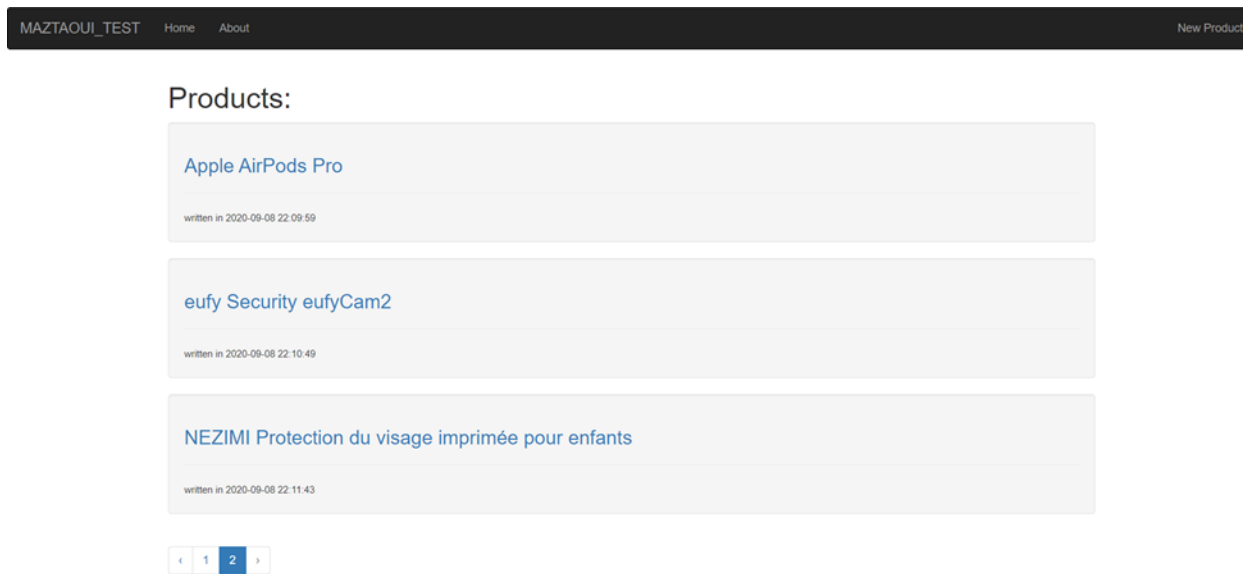 MAZTAOUI_TEST Home About New Product
Products:
Apple AirPods Pro
written in 2020-09-08 22:09:59
eufy Security eufyCam2
written in 2020-09-08 22:10:49
NEZIMI Protection du visage imprimée pour enfants
written in 2020-09-08 22:11:43
‹ 1 2 ›